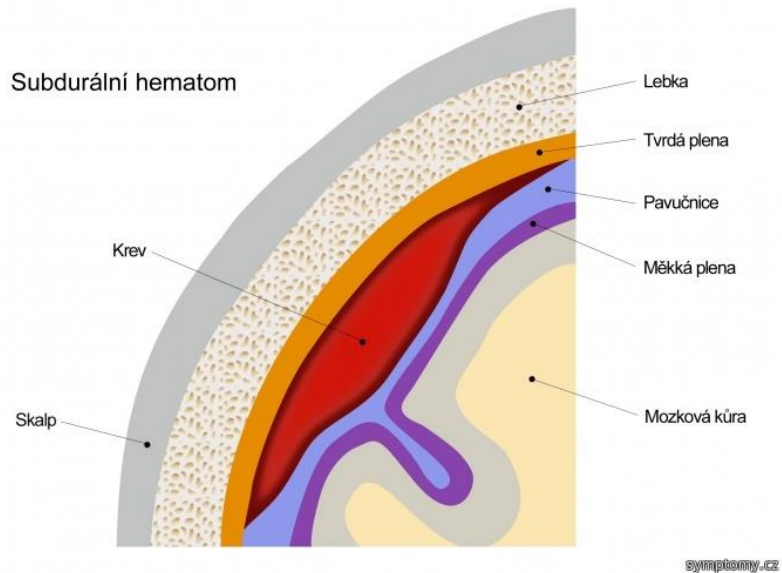 Subdurální hematom
Lebka
Tvrdá plena
Pavučnice
Krev
Měkká plena
Skalp
Mozková kůra
symptomy.cz